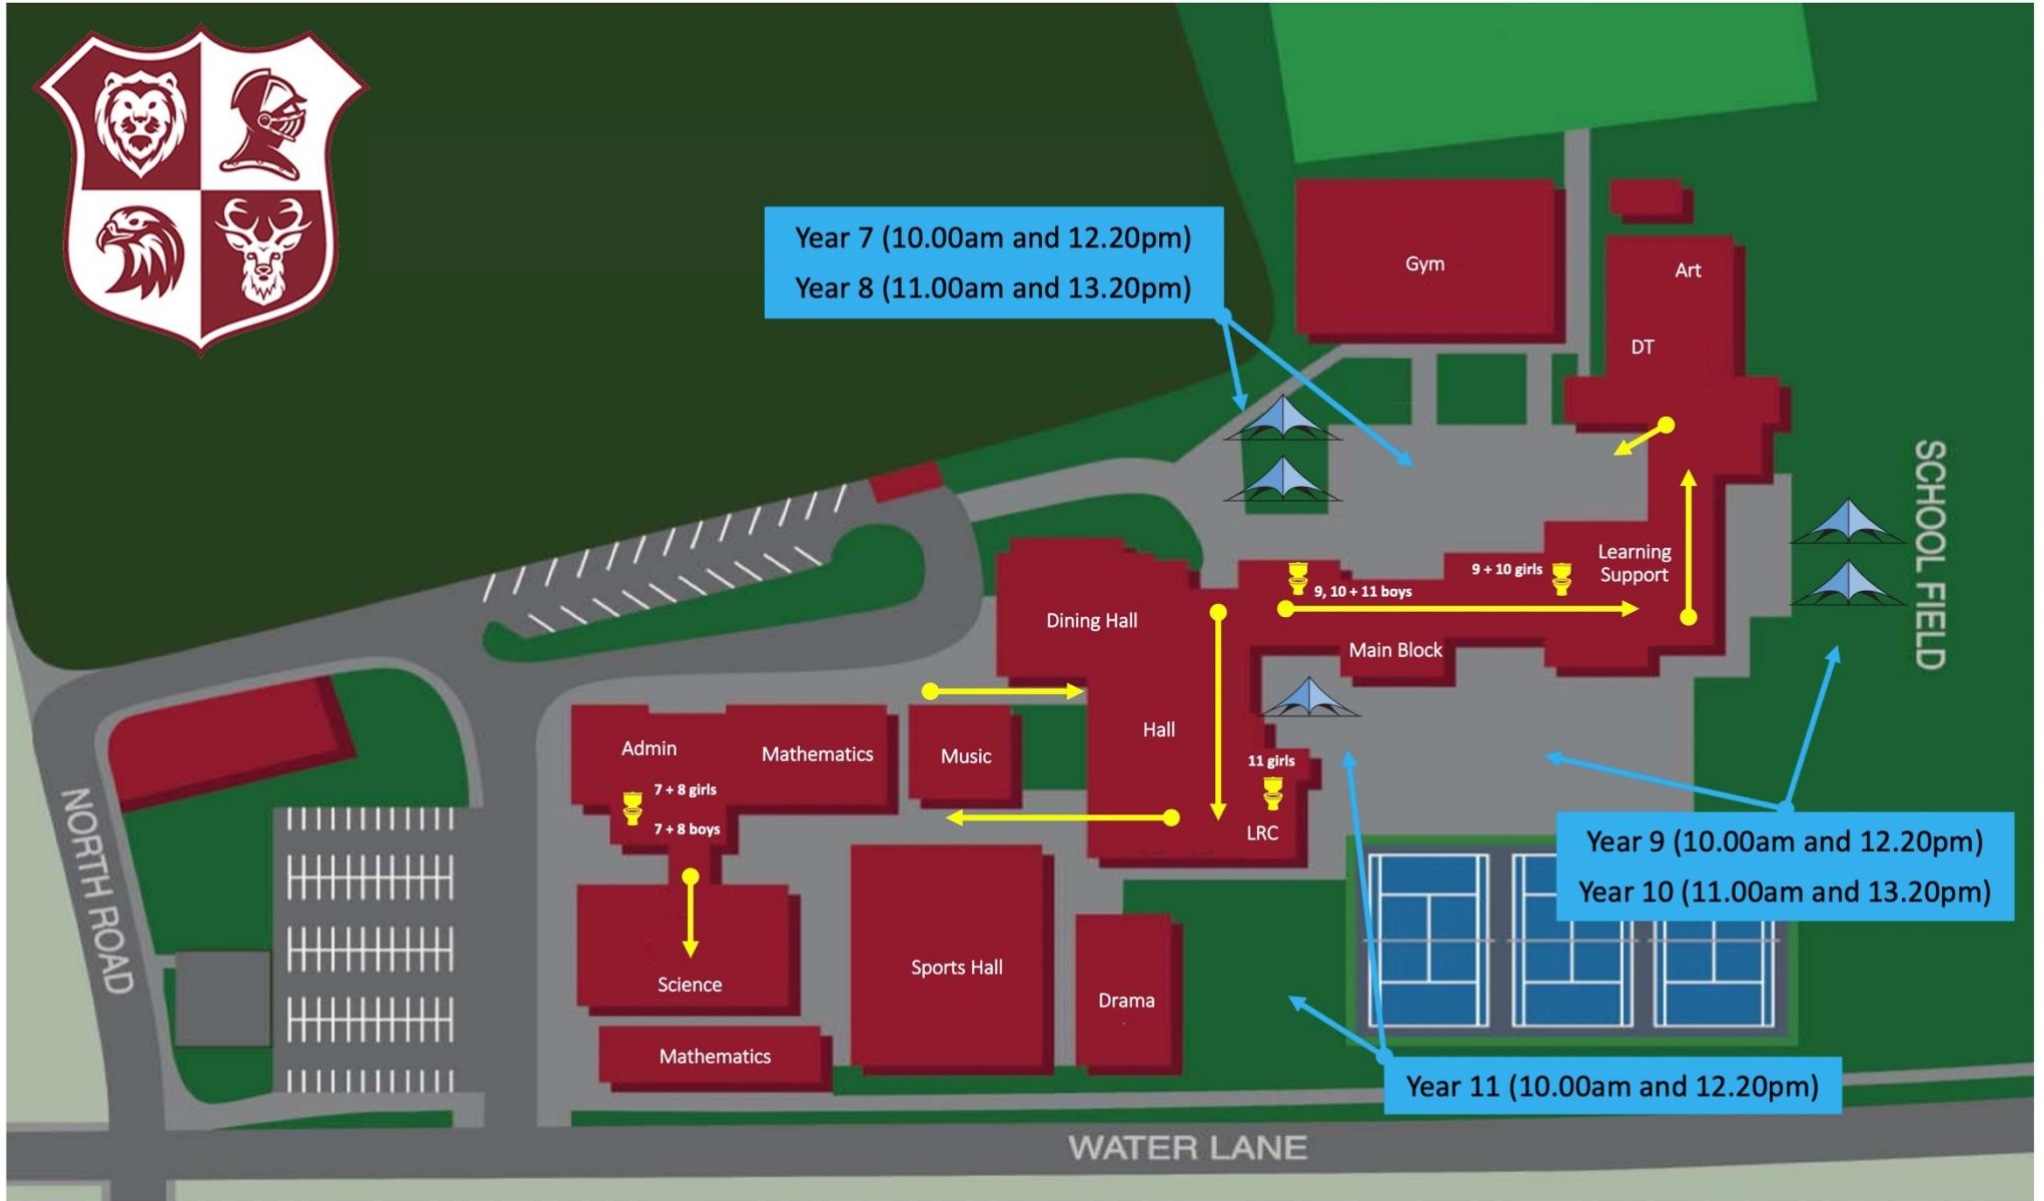 Year 7 (10.00am and 12.20pm)
Year 8 (11.00am and 13.20pm)
Gym
Art
DT
SCHOOL FIELD
Learning
Support
9 + 10 girls
9, 10 + 11 boys
Dining Hall
Main Block
Hall
Admin
Mathematics
Music
11 girls
7 + 8 girls
7 + 8 boys
LRC
NORTH ROAD
Year 9 (10.00am and 12.20pm)
Year 10 (11.00am and 13.20pm)
Science
Sports Hall
Drama
Mathematics
Year 11 (10.00am and 12.20pm)
WATER LANE